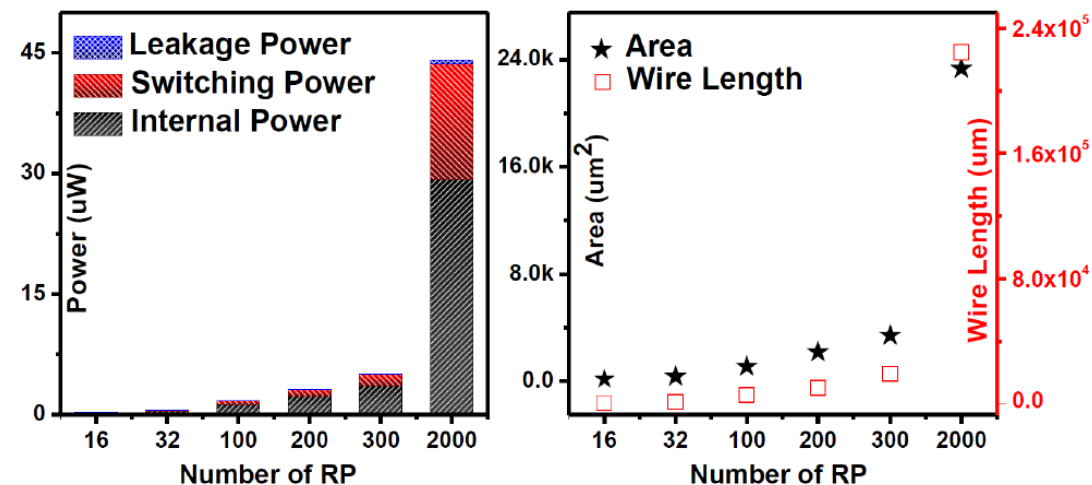 Leakage Power
Switching Power
Internal Power
Power (uW)
45
30
15
0
16 32 100 200 300 2000
Number of RP
Area
Wire Length
Area (um²)
24.0k
16.0k
8.0k
0.0
Wire Length (um)
2.4x10⁵
1.6x10⁵
8.0x10⁴
0.0
16 32 100 200 300 2000
Number of RP